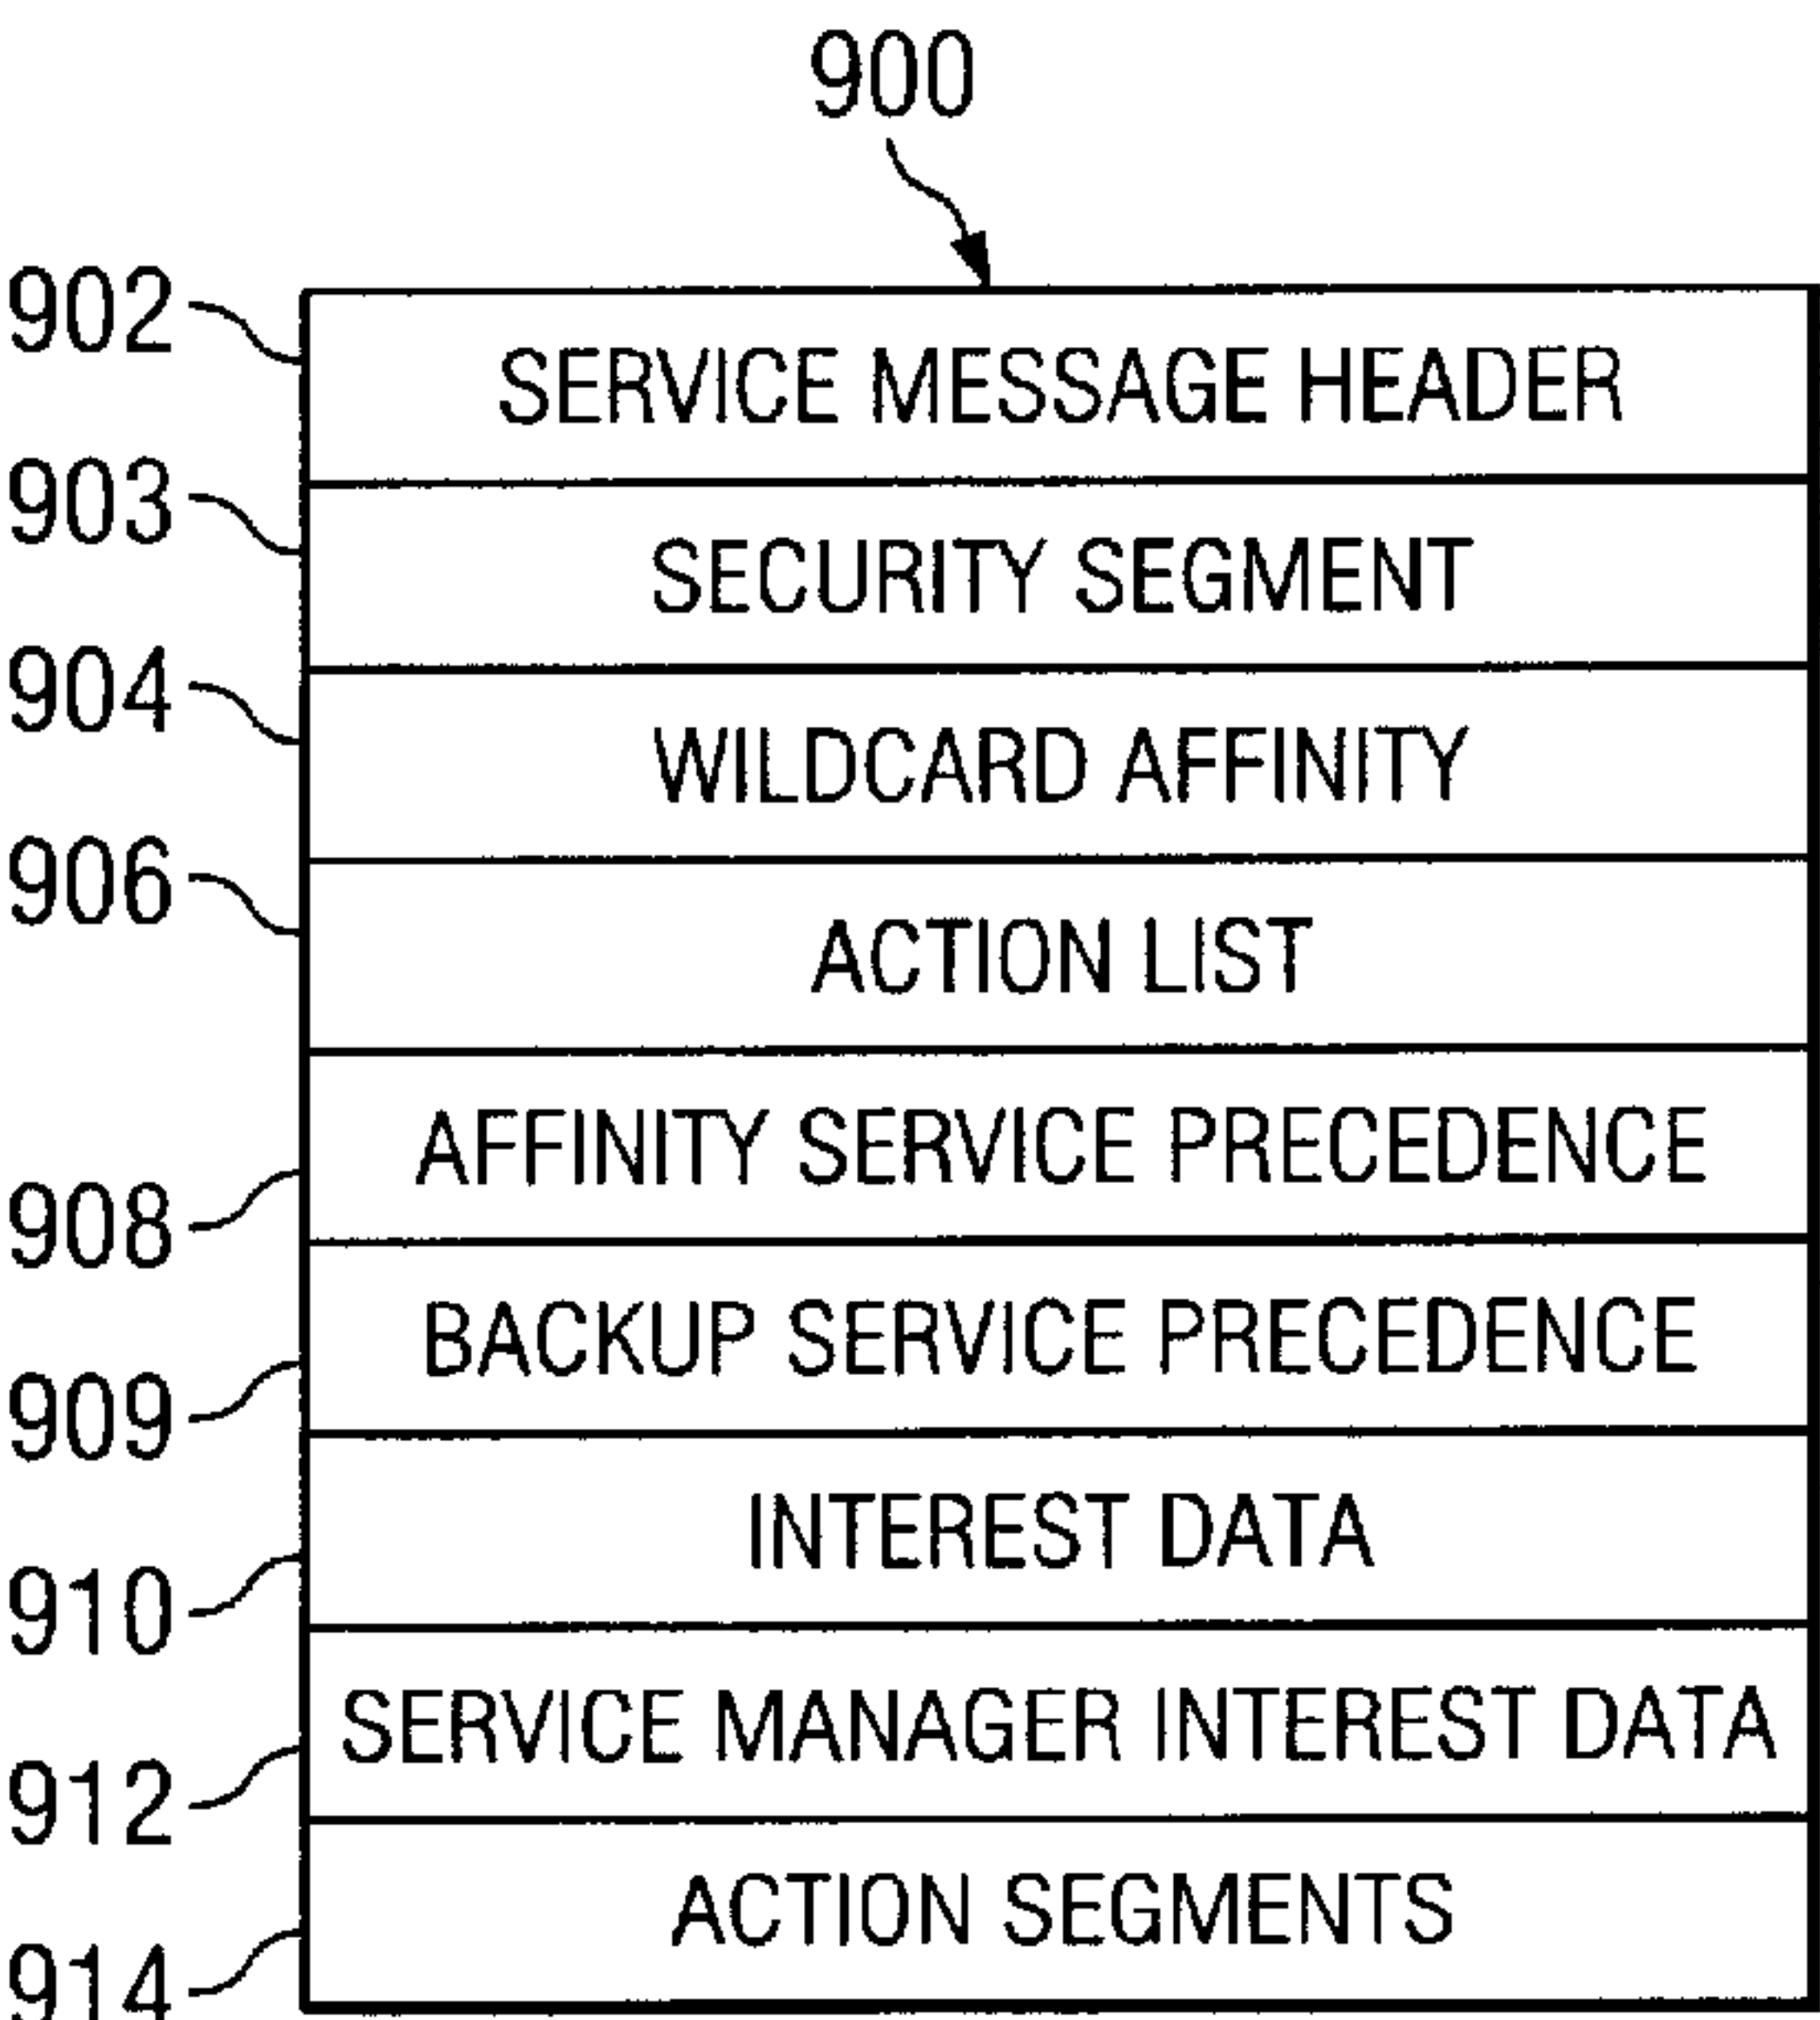 900
902 SERVICE MESSAGE HEADER
903 SECURITY SEGMENT
904 WILDCARD AFFINITY
906 ACTION LIST
908 AFFINITY SERVICE PRECEDENCE
909 BACKUP SERVICE PRECEDENCE
910 INTEREST DATA
912 SERVICE MANAGER INTEREST DATA
914 ACTION SEGMENTS